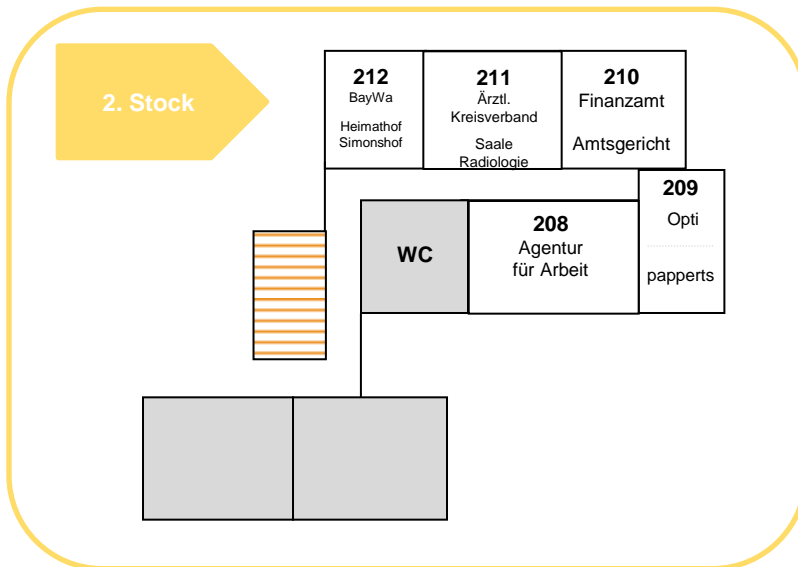 2. Stock
212
BayWa
Heimathof
Simonshof
211
Ärztl.
Kreisverband
Saale
Radiologie
210
Finanzamt
Amtsgericht
209
Opti
papperts
WC
208
Agentur
für Arbeit